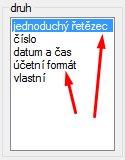 druh
jednoduchý řetězec
číslo
datum a čas
účetní formát
vlastní